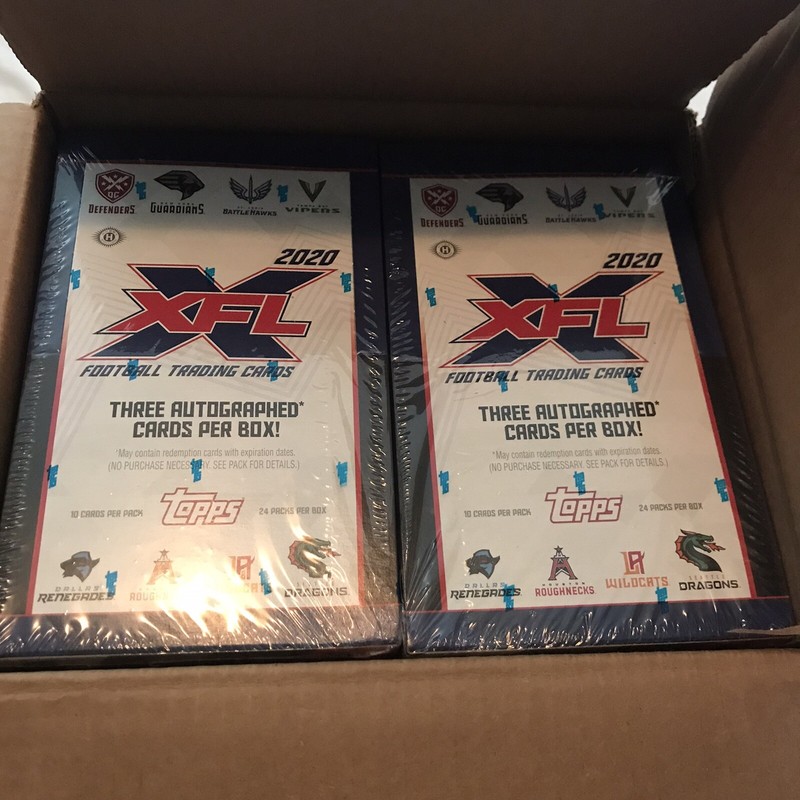 DC
DEFENDERS
GUARDIANS
BATTLEHAWKS
VIPERS
H
2020
XFL
FOOTBALL TRADING CARDS
THREE AUTOGRAPHED*
CARDS PER BOX!
*May contain redemption cards with expiration dates.
(NO PURCHASE NECESSARY. SEE PACK FOR DETAILS.)
10 CARDS PER PACK
topps
24 PACKS PER BOX
DALLAS
RENEGADES
DRAGONS
DEFENDERS
GUARDIANS
BATTLEHAWKS
VIPERS
H
2020
XFL
FOOTBALL TRADING CARDS
THREE AUTOGRAPHED*
CARDS PER BOX!
*May contain redemption cards with expiration dates.
(NO PURCHASE NECESSARY. SEE PACK FOR DETAILS.)
10 CARDS PER PACK
topps
24 PACKS PER BOX
DALLAS
RENEGADES
HOUSTON
ROUGHNECKS
LA
WILDCATS
SEATTLE
DRAGONS